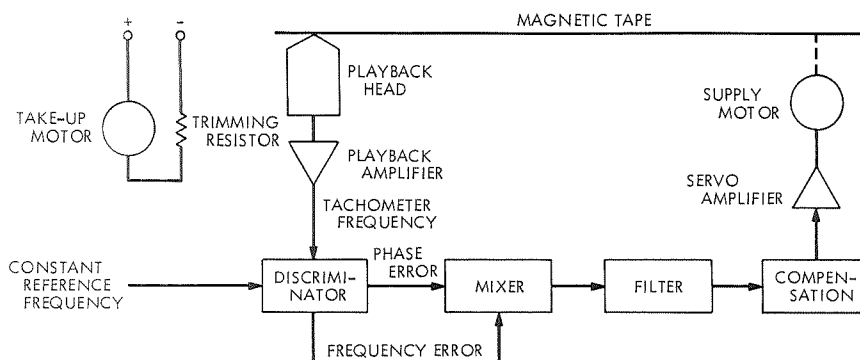 + -
MAGNETIC TAPE
TAKE-UP
MOTOR
TRIMMING
RESISTOR
PLAYBACK
HEAD
PLAYBACK
AMPLIFIER
SUPPLY
MOTOR
SERVO
AMPLIFIER
TACHOMETER
FREQUENCY
CONSTANT
REFERENCE
FREQUENCY
DISCRIMI-
NATOR
PHASE
ERROR
MIXER
FILTER
COMPEN-
SATION
FREQUENCY ERROR